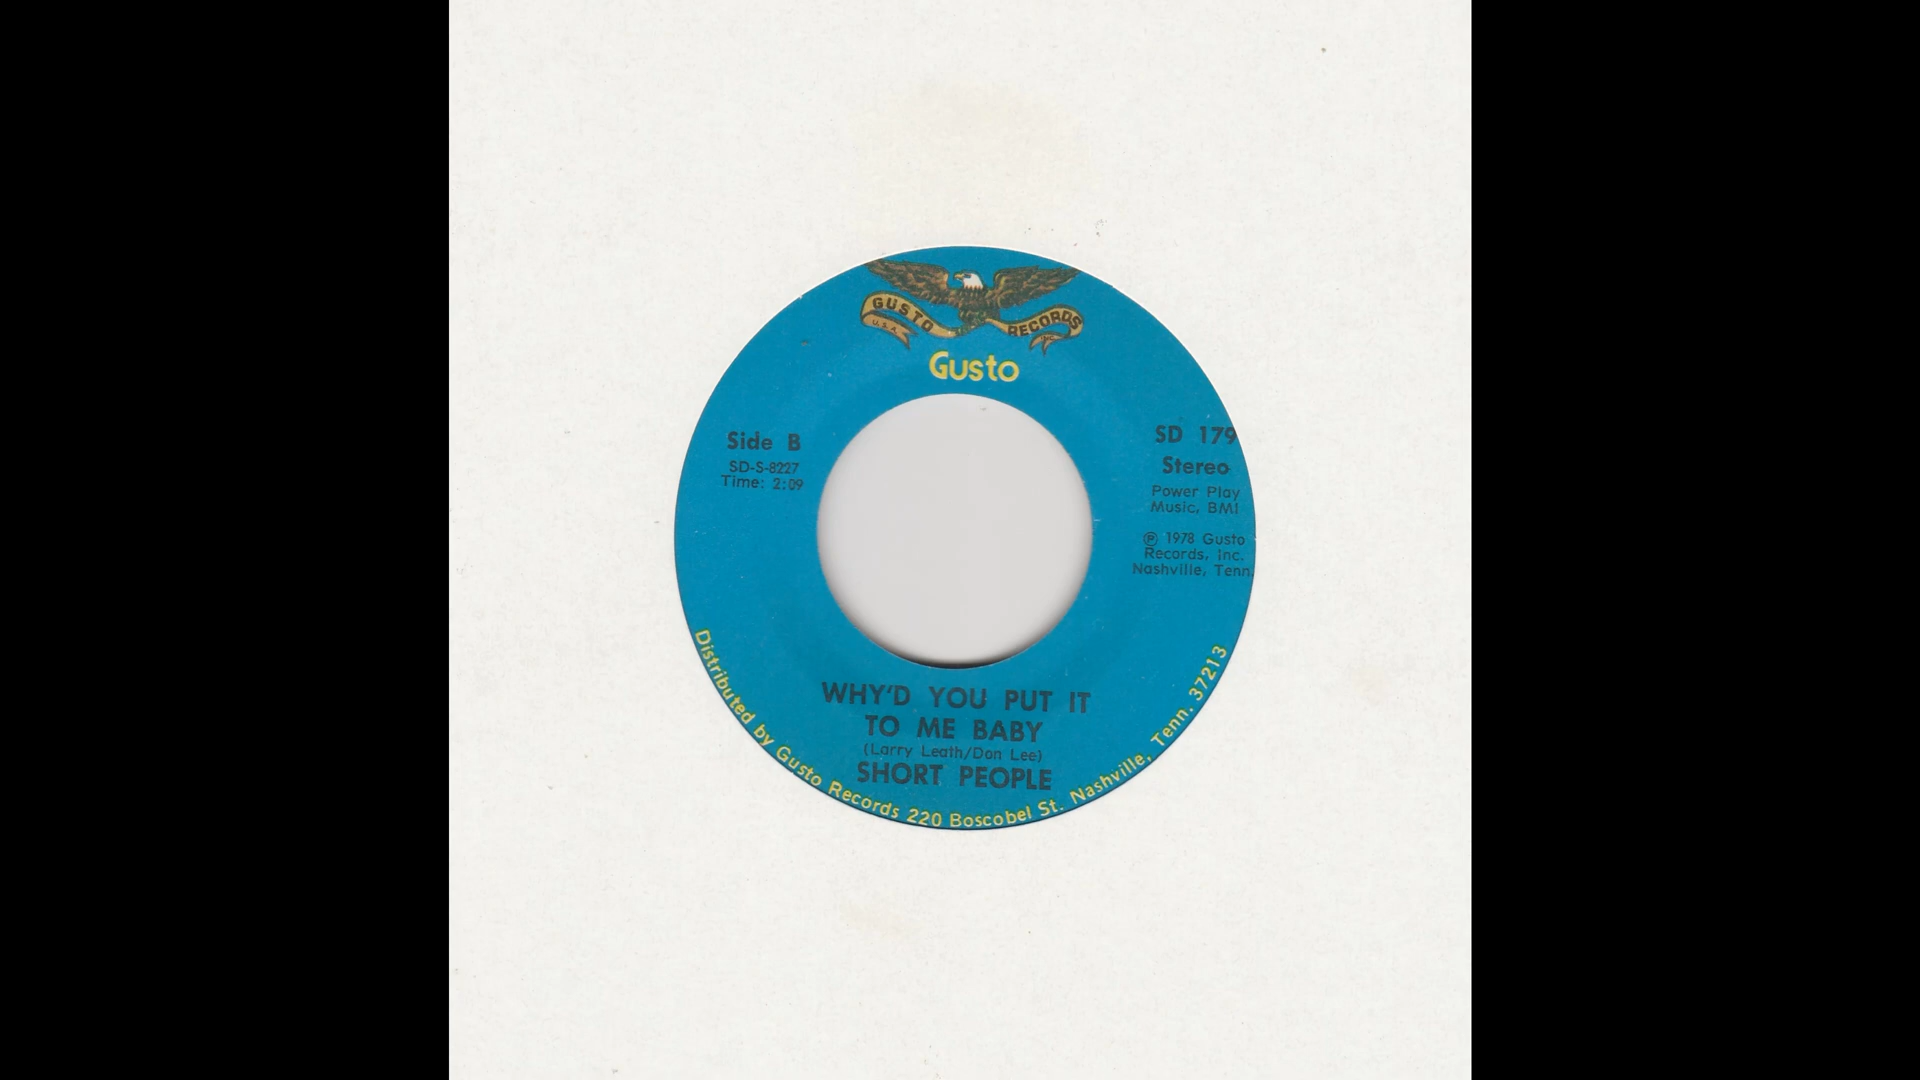 GUSTO RECORDS
U.S.A. INC.
Gusto
Side B
SD-S-8227
Time: 2:09
SD 179
Stereo
Power Play
Music, BMI
℗ 1978 Gusto
Records, Inc.
Nashville, Tenn.
WHY'D YOU PUT IT
TO ME BABY
(Larry Leath/Don Lee)
SHORT PEOPLE
Distributed by Gusto Records 220 Boscobel St. Nashville, Tenn. 37213